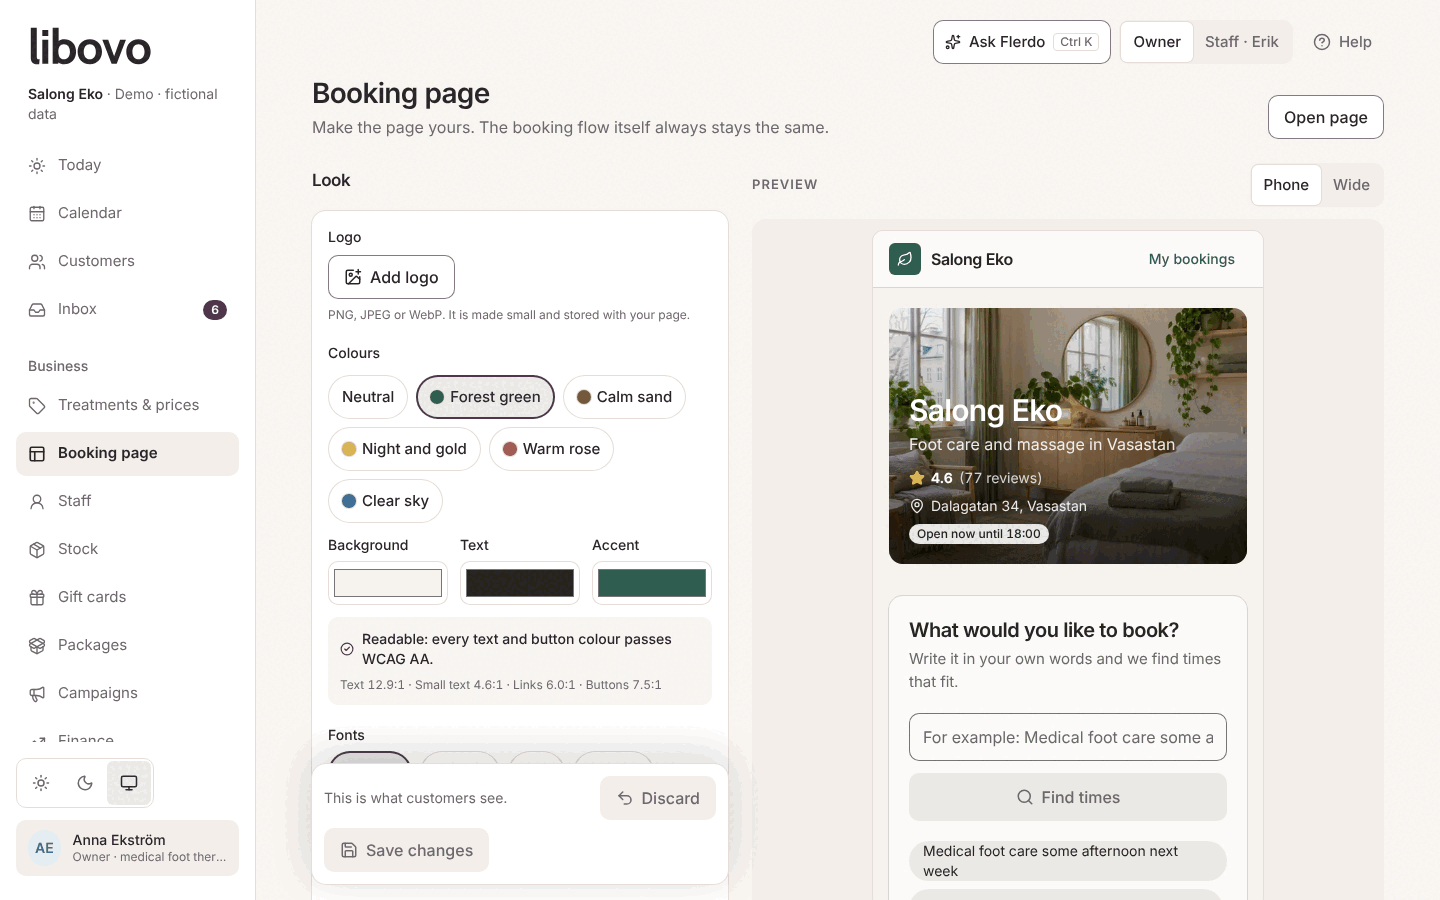 libovo
Salong Eko · Demo · fictional
data
Today
Calendar
Customers
Inbox
6
Business
Treatments & prices
Booking page
Staff
Stock
Gift cards
Packages
Campaigns
Finance
AE
Anna Ekström
Owner · medical foot ther...
Ask Flerdo
Ctrl K
Owner
Staff · Erik
Help
Booking page
Make the page yours. The booking flow itself always stays the same.
Open page
Look
Logo
Add logo
PNG, JPEG or WebP. It is made small and stored with your page.
Colours
Neutral
Forest green
Calm sand
Night and gold
Warm rose
Clear sky
Background
Text
Accent
Readable: every text and button colour passes
WCAG AA.
Text 12.9:1 · Small text 4.6:1 · Links 6.0:1 · Buttons 7.5:1
Fonts
This is what customers see.
Discard
Save changes
PREVIEW
Phone
Wide
Salong Eko
My bookings
Salong Eko
Foot care and massage in Vasastan
4.6 (77 reviews)
Dalagatan 34, Vasastan
Open now until 18:00
What would you like to book?
Write it in your own words and we find times
that fit.
For example: Medical foot care some a
Find times
Medical foot care some afternoon next
week